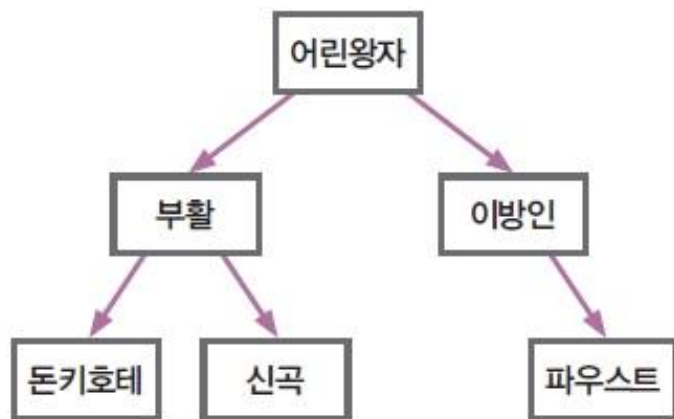 어린왕자
부활
이방인
돈키호테
신곡
파우스트